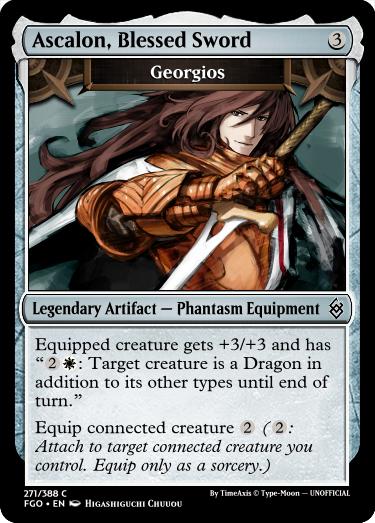 Ascalon, Blessed Sword 3
Georgios
Legendary Artifact — Phantasm Equipment
Equipped creature gets +3/+3 and has
“2 : Target creature is a Dragon in
addition to its other types until end of
turn.”
Equip connected creature 2 ( 2 :
Attach to target connected creature you
control. Equip only as a sorcery.)
271/388 C
FGO • EN Higashiguchi Chuuou
By TimeAxis © Type-Moon — UNOFFICIAL